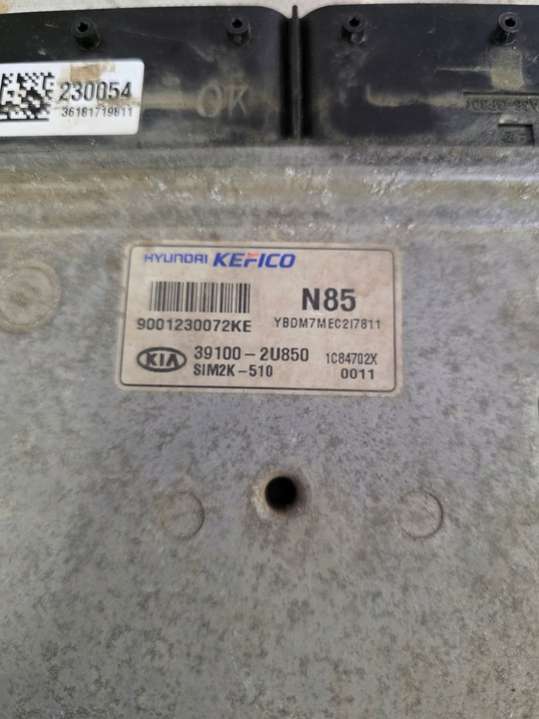 230054
36181719811
OK
HYUNDAI KEFICO
N85
9001230072KE
YBDM7MEC2I7811
KIA
39100-2U850
1C84702X
SIM2K-510
0011